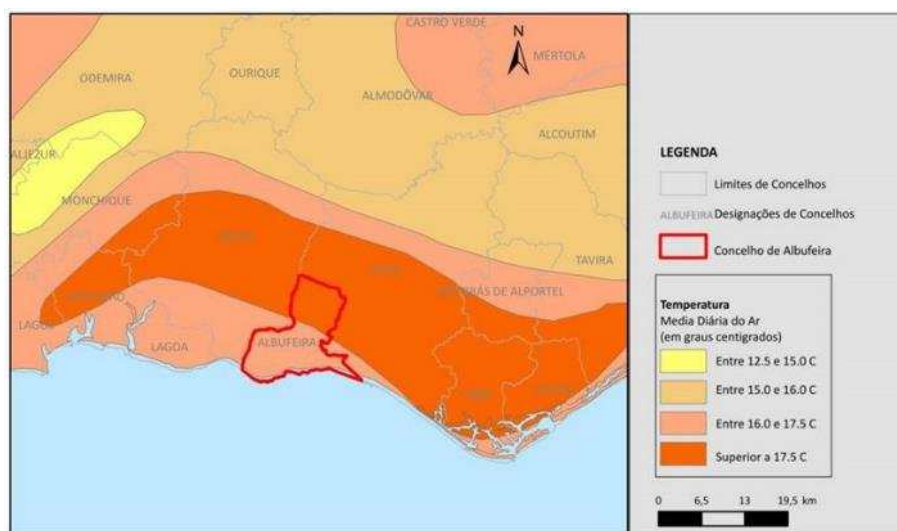 CASTRO VERDE
N
MÉRTOLA
ODEMIRA
OURIQUE
ALMODÔVAR
ALCOUTIM
ALJEZUR
MONCHIQUE
TAVIRA
BRÁS DE ALPORTEL
LAGOA
LAGOA
ALBUFEIRA
LEGENDA
Limites de Concelhos
ALBUFEIRA Designações de Concelhos
Concelho de Albufeira
Temperatura
Media Diária do Ar
(em graus centigrados)
Entre 12.5 e 15.0 C
Entre 15.0 e 16.0 C
Entre 16.0 e 17.5 C
Superior a 17.5 C
0 6,5 13 19,5 km